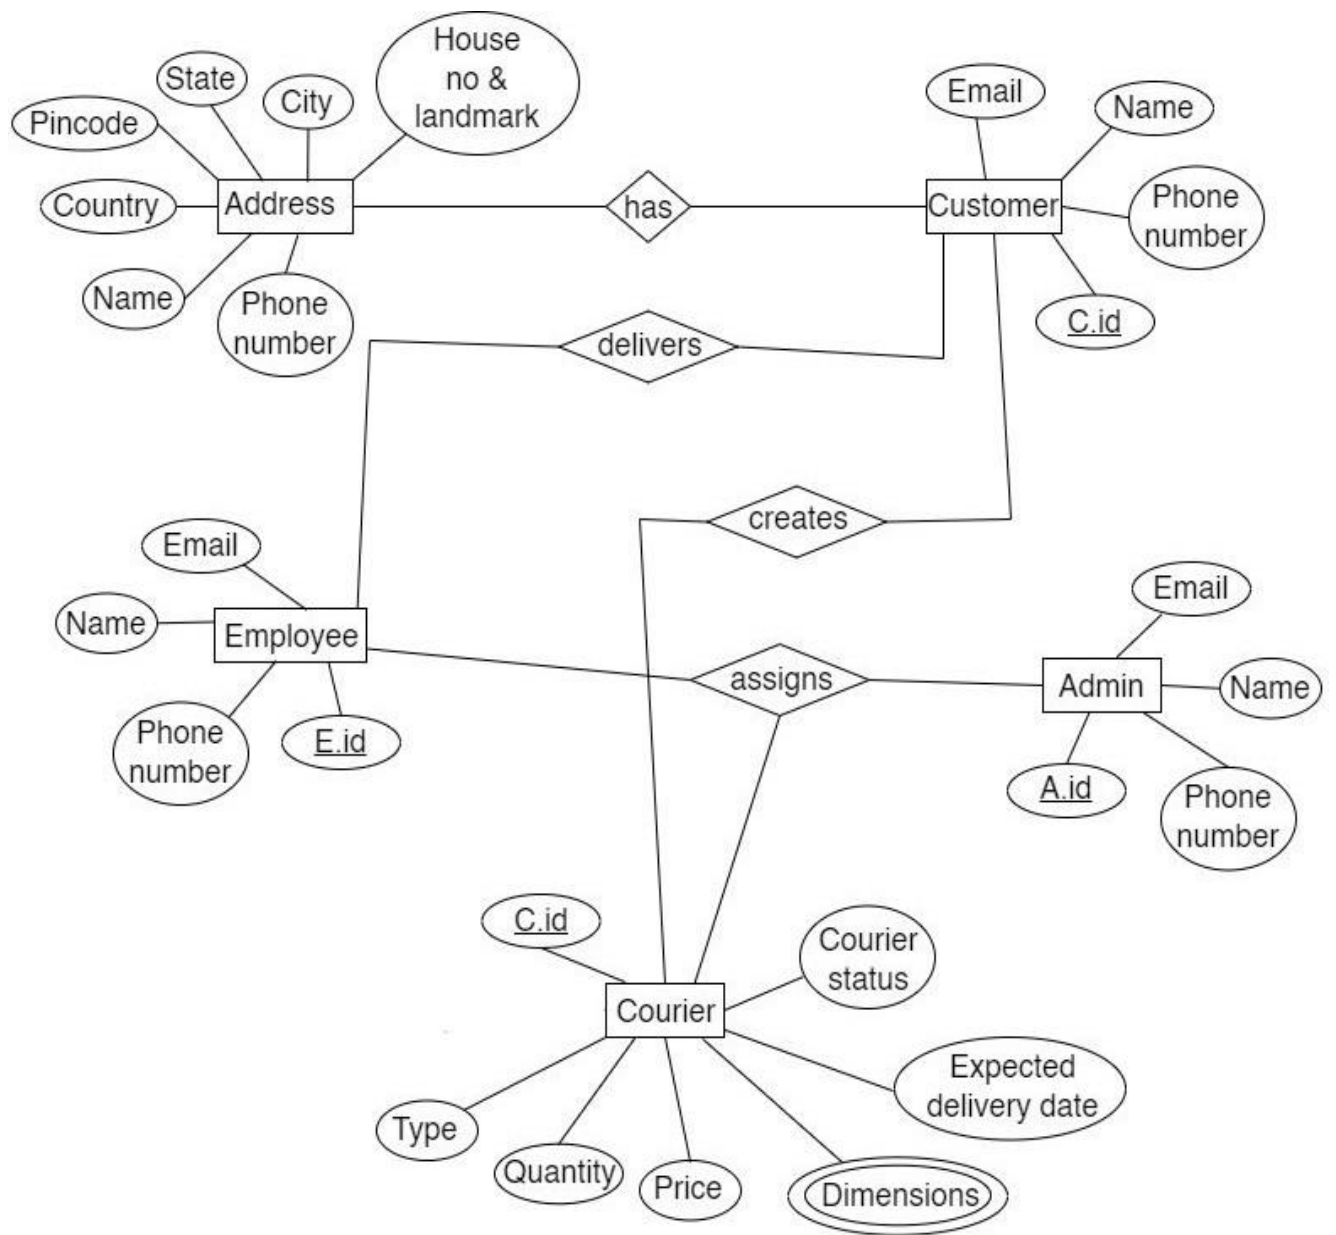 House
no &
landmark
State
City
Pincode
Country
Address
Name
Phone
number
has
Email
Name
Customer
Phone
number
C.id
delivers
creates
Email
Name
Employee
Phone
number
E.id
assigns
Email
Admin
Name
A.id
Phone
number
C.id
Courier
status
Courier
Expected
delivery date
Type
Quantity
Price
Dimensions